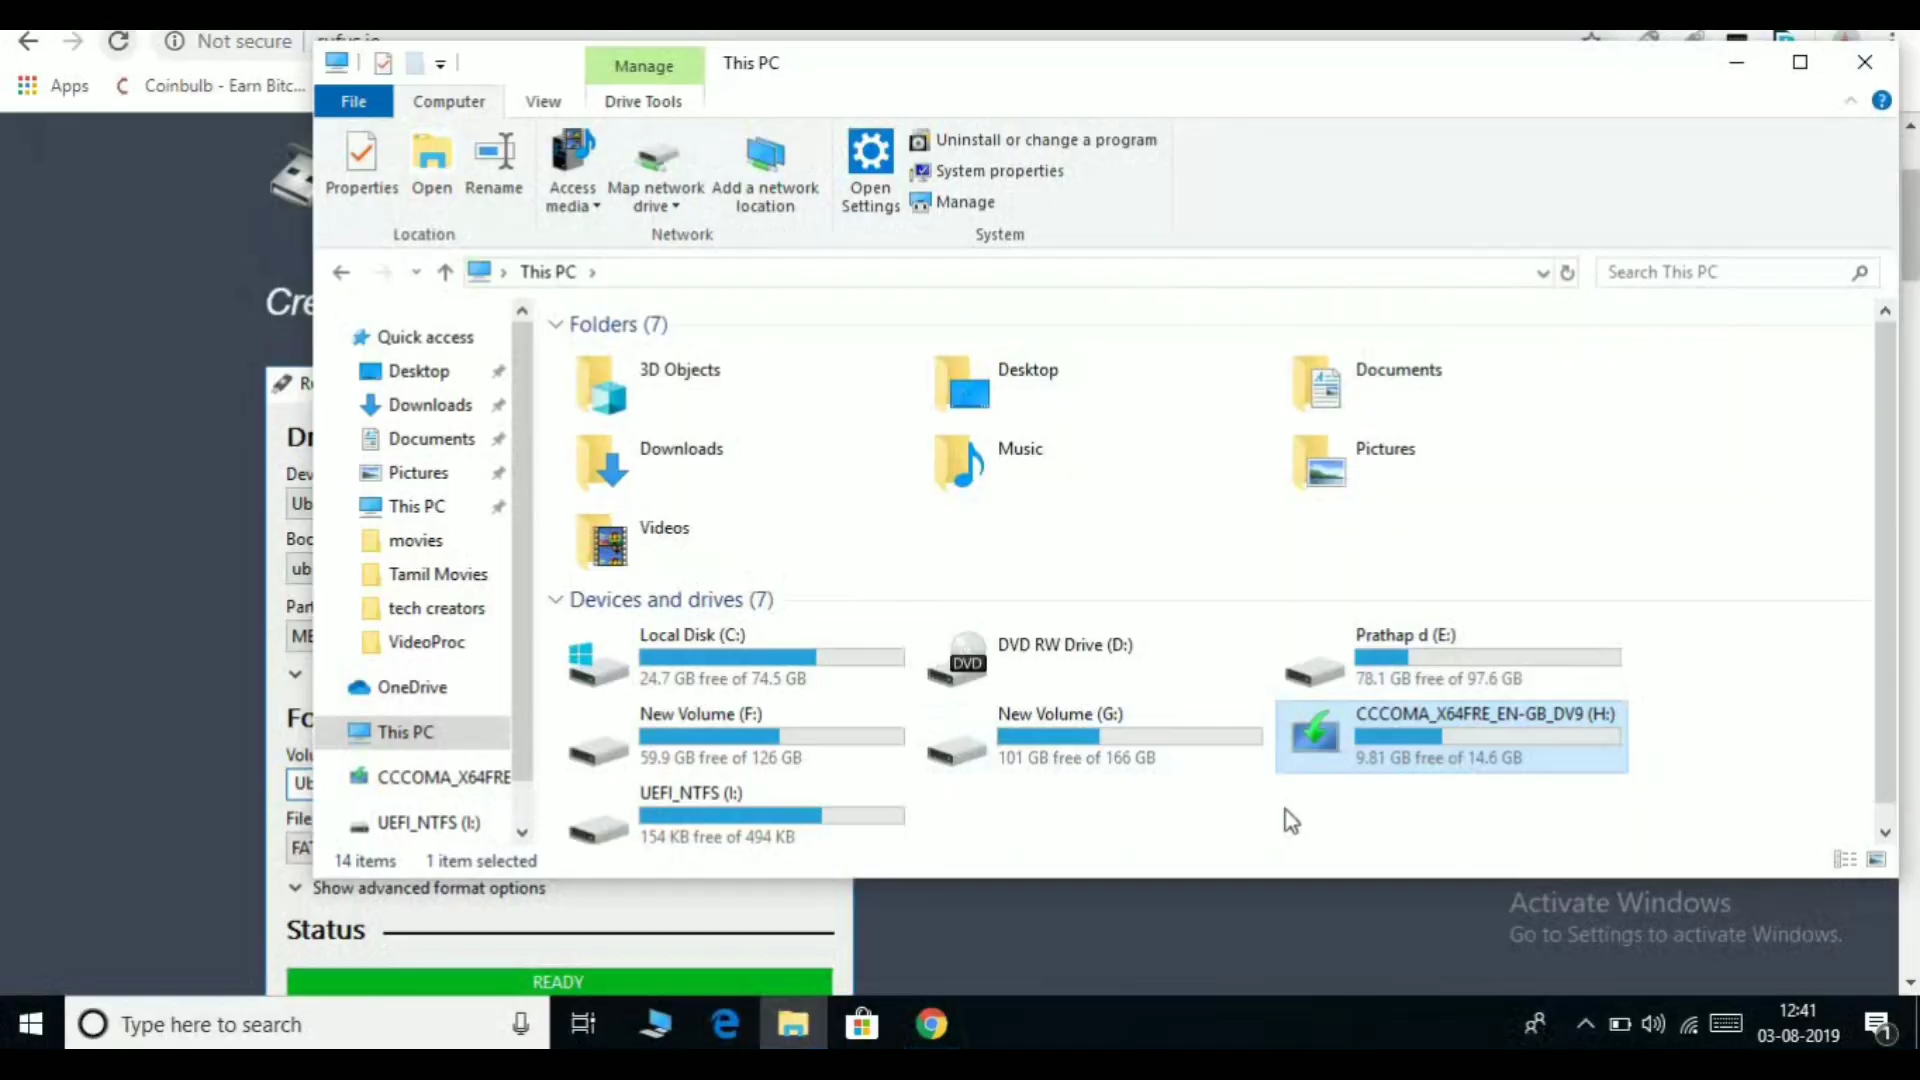 Not secure
Apps
Coinbulb - Earn Bitc...
Manage
This PC
File
Computer
View
Drive Tools
Properties
Open
Rename
Access media
Map network drive
Add a network location
Open Settings
Uninstall or change a program
System properties
Manage
Location
Network
System
This PC
Search This PC
Cre
Quick access
Desktop
Downloads
Documents
Pictures
This PC
movies
Tamil Movies
tech creators
VideoProc
OneDrive
This PC
CCCOMA_X64FRE
UEFI_NTFS (I:)
Folders (7)
3D Objects
Desktop
Documents
Downloads
Music
Pictures
Videos
Devices and drives (7)
Local Disk (C:)
24.7 GB free of 74.5 GB
DVD RW Drive (D:)
DVD
Prathap d (E:)
78.1 GB free of 97.6 GB
New Volume (F:)
59.9 GB free of 126 GB
New Volume (G:)
101 GB free of 166 GB
CCCOMA_X64FRE_EN-GB_DV9 (H:)
9.81 GB free of 14.6 GB
UEFI_NTFS (I:)
154 KB free of 494 KB
14 items
1 item selected
Show advanced format options
Status
READY
Activate Windows
Go to Settings to activate Windows.
Type here to search
12:41
03-08-2019
1